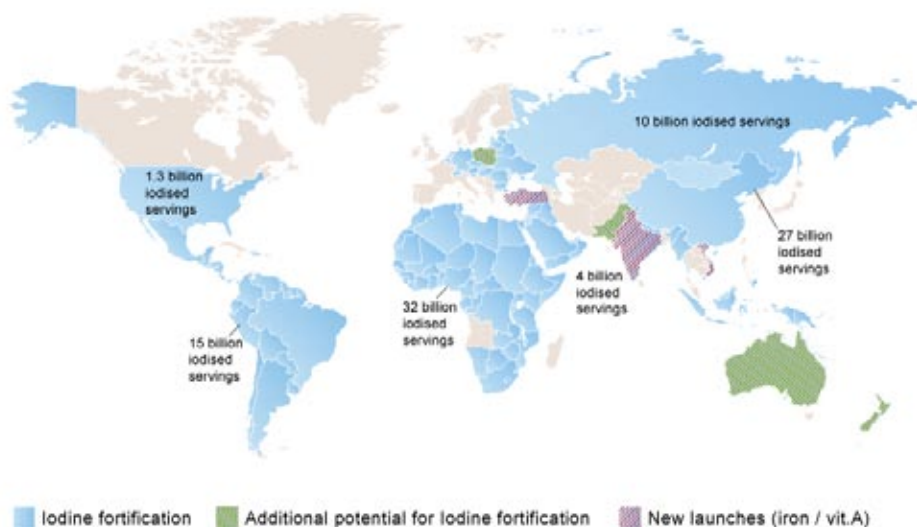 10 billion iodised servings
1.3 billion
iodised
servings
27 billion
iodised
servings
4 billion
iodised
servings
32 billion
iodised
servings
15 billion
iodised
servings
Iodine fortification
Additional potential for Iodine fortification
New launches (iron / vit.A)